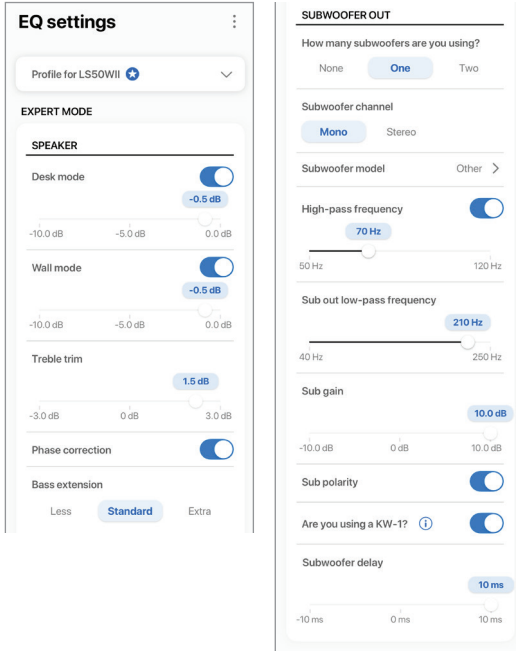 EQ settings
Profile for LS50WII
EXPERT MODE
SPEAKER
Desk mode
-0.5 dB
-10.0 dB -5.0 dB 0.0 dB
Wall mode
-0.5 dB
-10.0 dB -5.0 dB 0.0 dB
Treble trim
1.5 dB
-3.0 dB 0 dB 3.0 dB
Phase correction
Bass extension
Less Standard Extra
SUBWOOFER OUT
How many subwoofers are you using?
None One Two
Subwoofer channel
Mono Stereo
Subwoofer model Other >
High-pass frequency
70 Hz
50 Hz 120 Hz
Sub out low-pass frequency
210 Hz
40 Hz 250 Hz
Sub gain
10.0 dB
-10.0 dB 0 dB 10.0 dB
Sub polarity
Are you using a KW-1? i
Subwoofer delay
10 ms
-10 ms 0 ms 10 ms